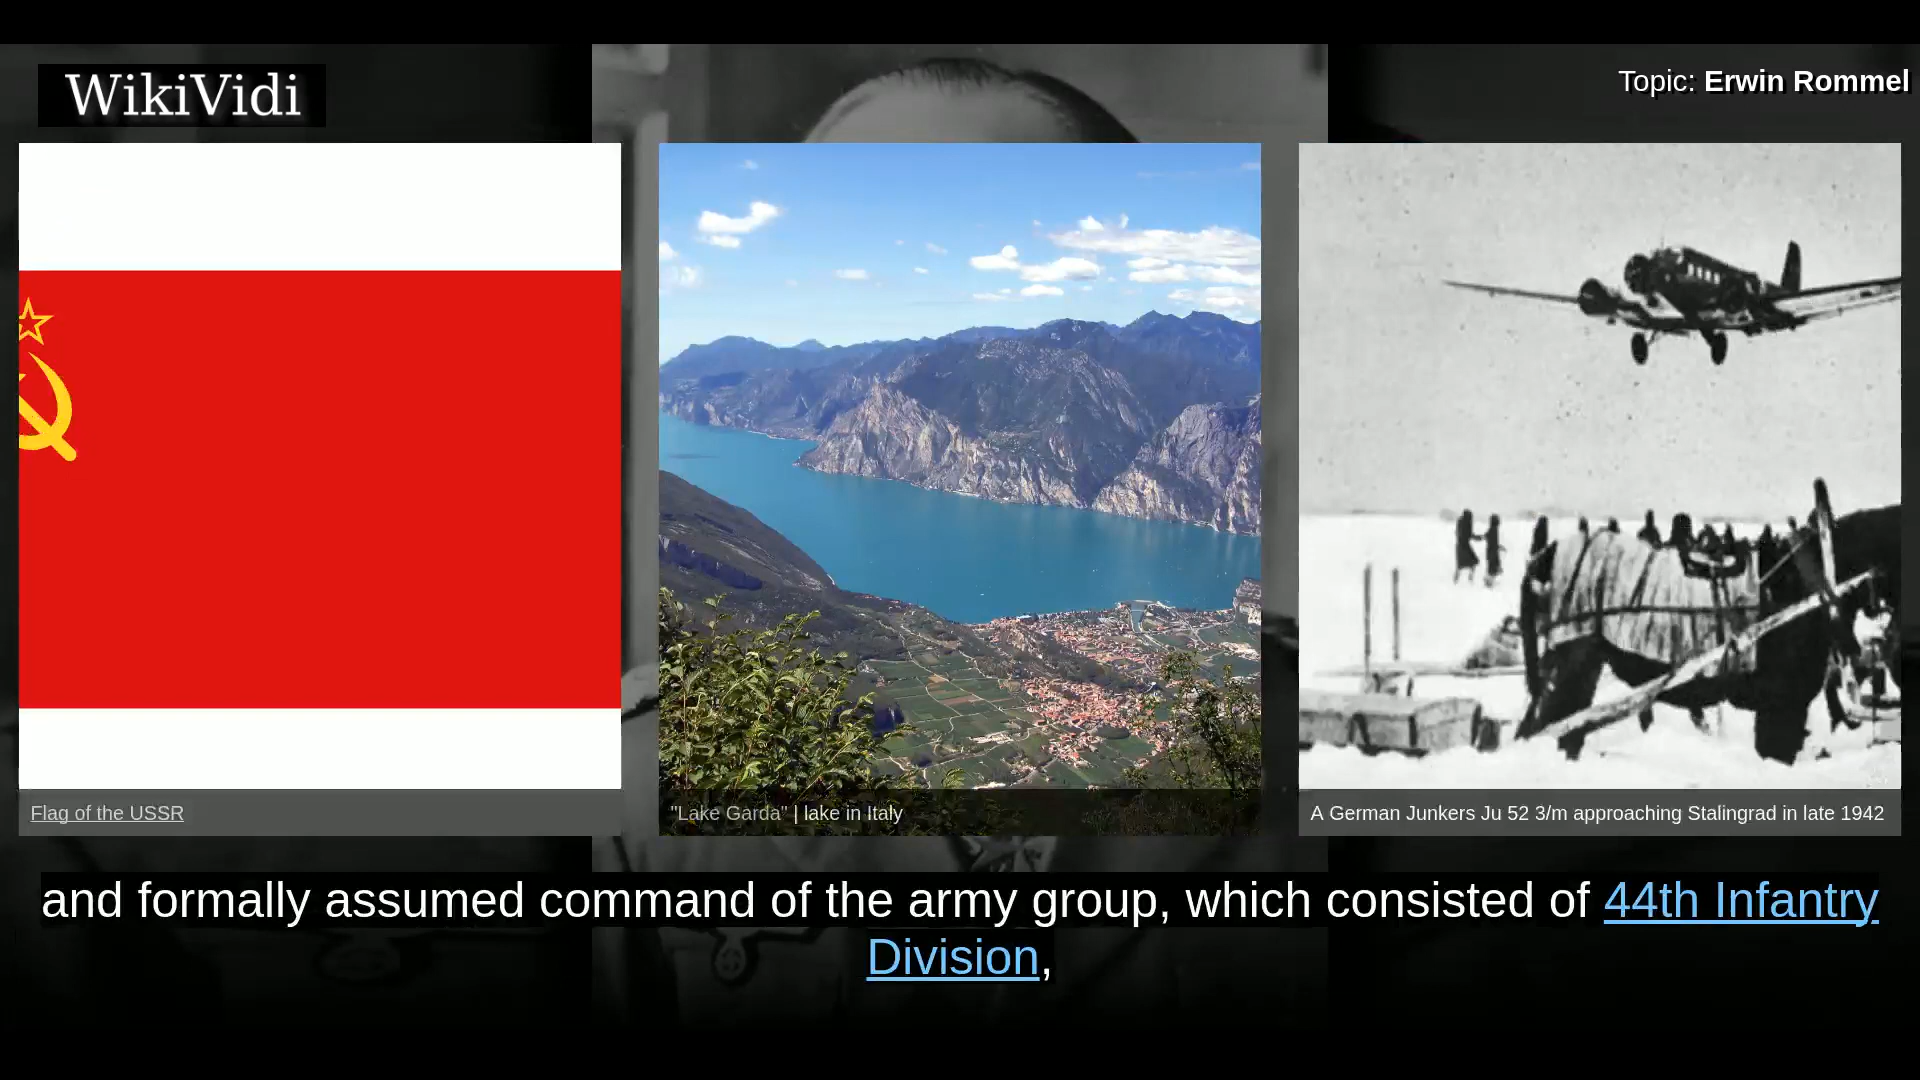 WikiVidi
Topic: Erwin Rommel
Flag of the USSR
"Lake Garda" | lake in Italy
A German Junkers Ju 52 3/m approaching Stalingrad in late 1942
and formally assumed command of the army group, which consisted of 44th Infantry
Division,